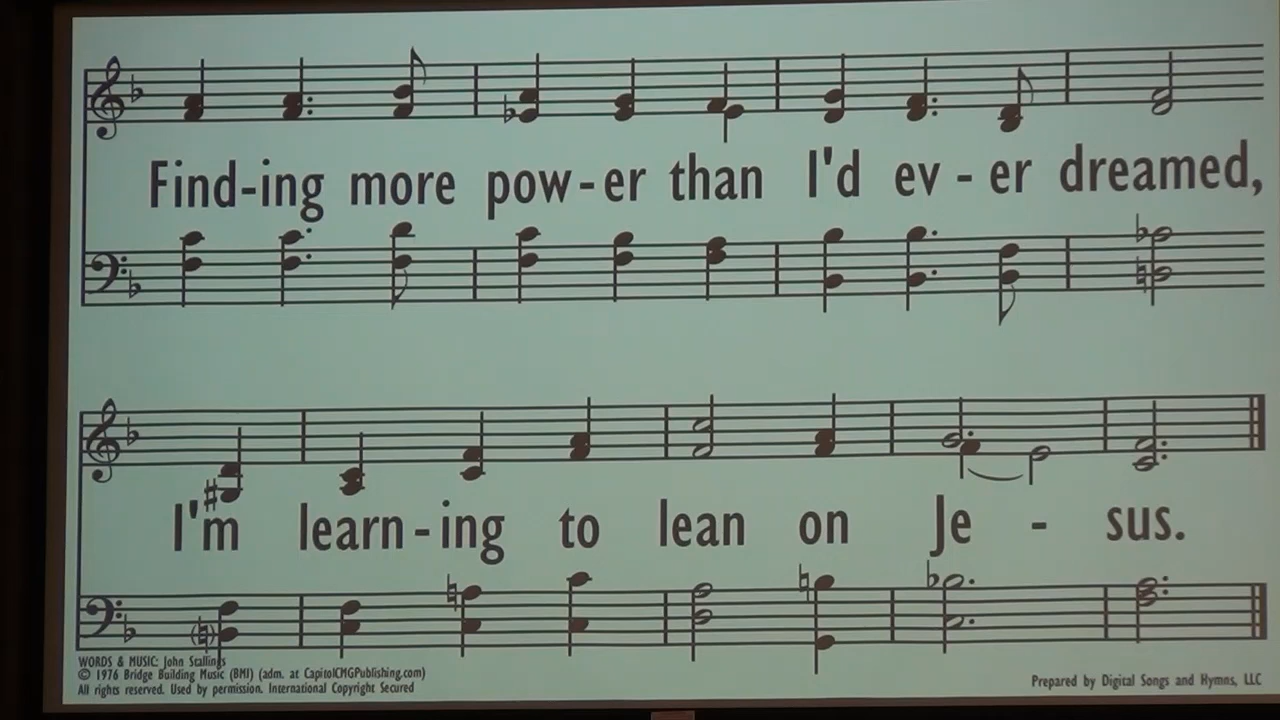 Find-ing more pow-er than I'd ev-er dreamed,
I'm learn-ing to lean on Je - sus.
WORDS & MUSIC: John Stallings
© 1976 Bridge Building Music (BMI) (adm. at CapitolCMGPublishing.com)
All rights reserved. Used by permission. International Copyright Secured
Prepared by Digital Songs and Hymns, LLC